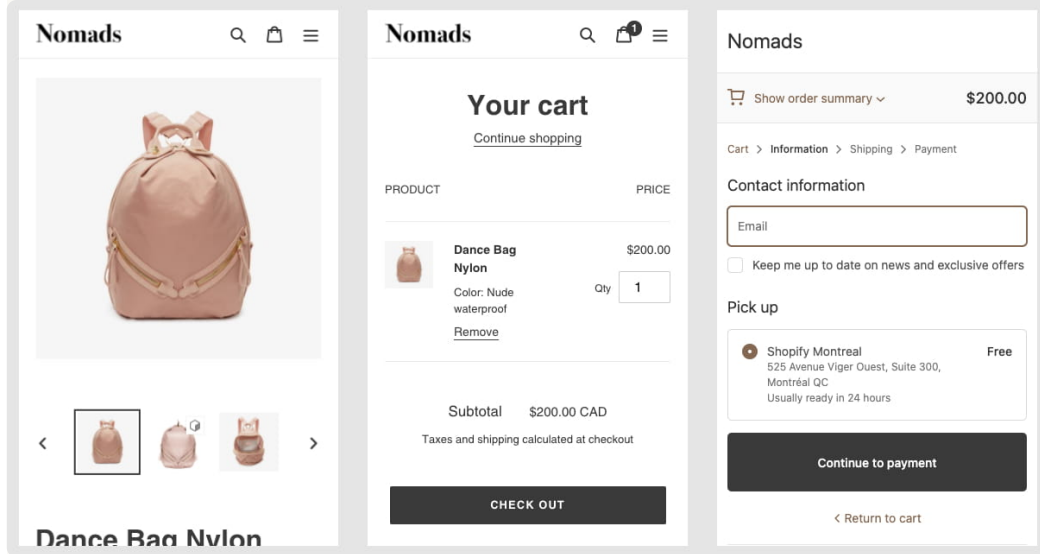 Nomads
Dance Bag Nylon
Nomads
1
Your cart
Continue shopping
PRODUCT PRICE
Dance Bag $200.00
Nylon
Color: Nude Qty 1
waterproof
Remove
Subtotal $200.00 CAD
Taxes and shipping calculated at checkout
CHECK OUT
Nomads
Show order summary $200.00
Cart > Information > Shipping > Payment
Contact information
Email
Keep me up to date on news and exclusive offers
Pick up
Shopify Montreal Free
525 Avenue Viger Ouest, Suite 300,
Montréal QC
Usually ready in 24 hours
Continue to payment
< Return to cart